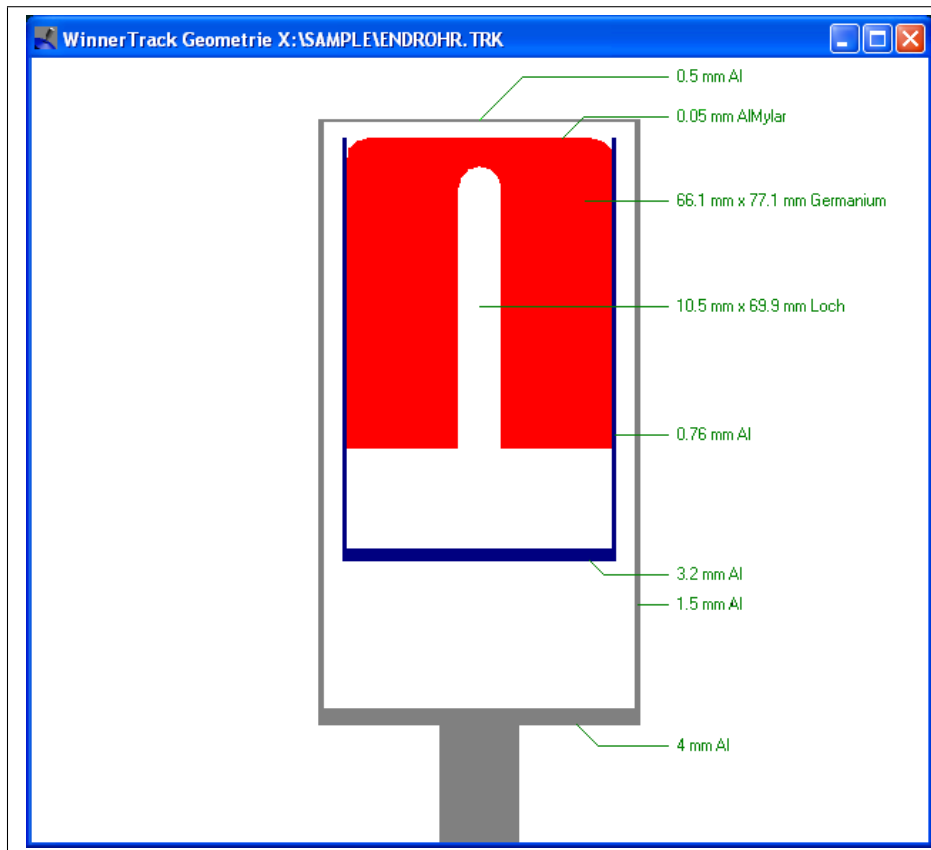 WinnerTrack Geometrie X:\SAMPLE\ENDROHR.TRK
0.5 mm Al
0.05 mm AlMylar
66.1 mm x 77.1 mm Germanium
10.5 mm x 69.9 mm Loch
0.76 mm Al
3.2 mm Al
1.5 mm Al
4 mm Al